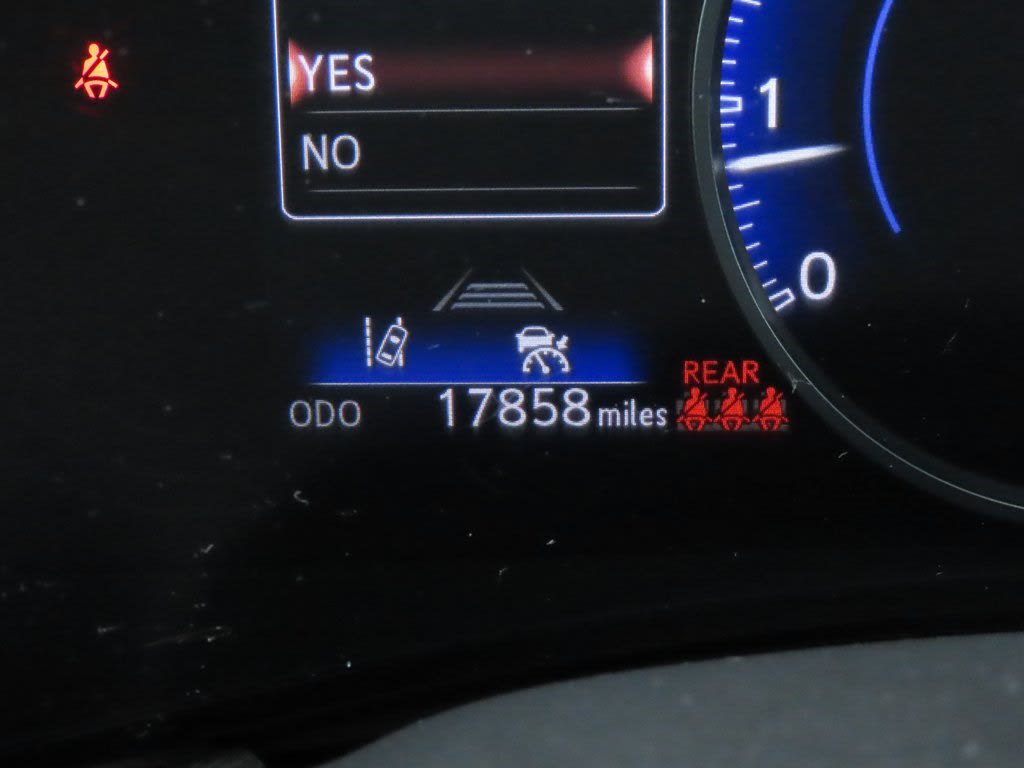 YES
NO
1
0
REAR
ODO 17858 miles